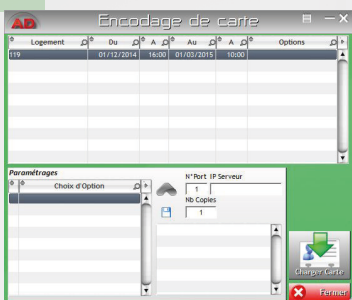 AD Encodage de carte
Logement Du A Au A Options
119 01/12/2014 16:00 01/03/2015 10:00
Paramétrages
Choix d'Option
N°Port IP Serveur
1
Nb Copies
1
Charger Carte
Fermer